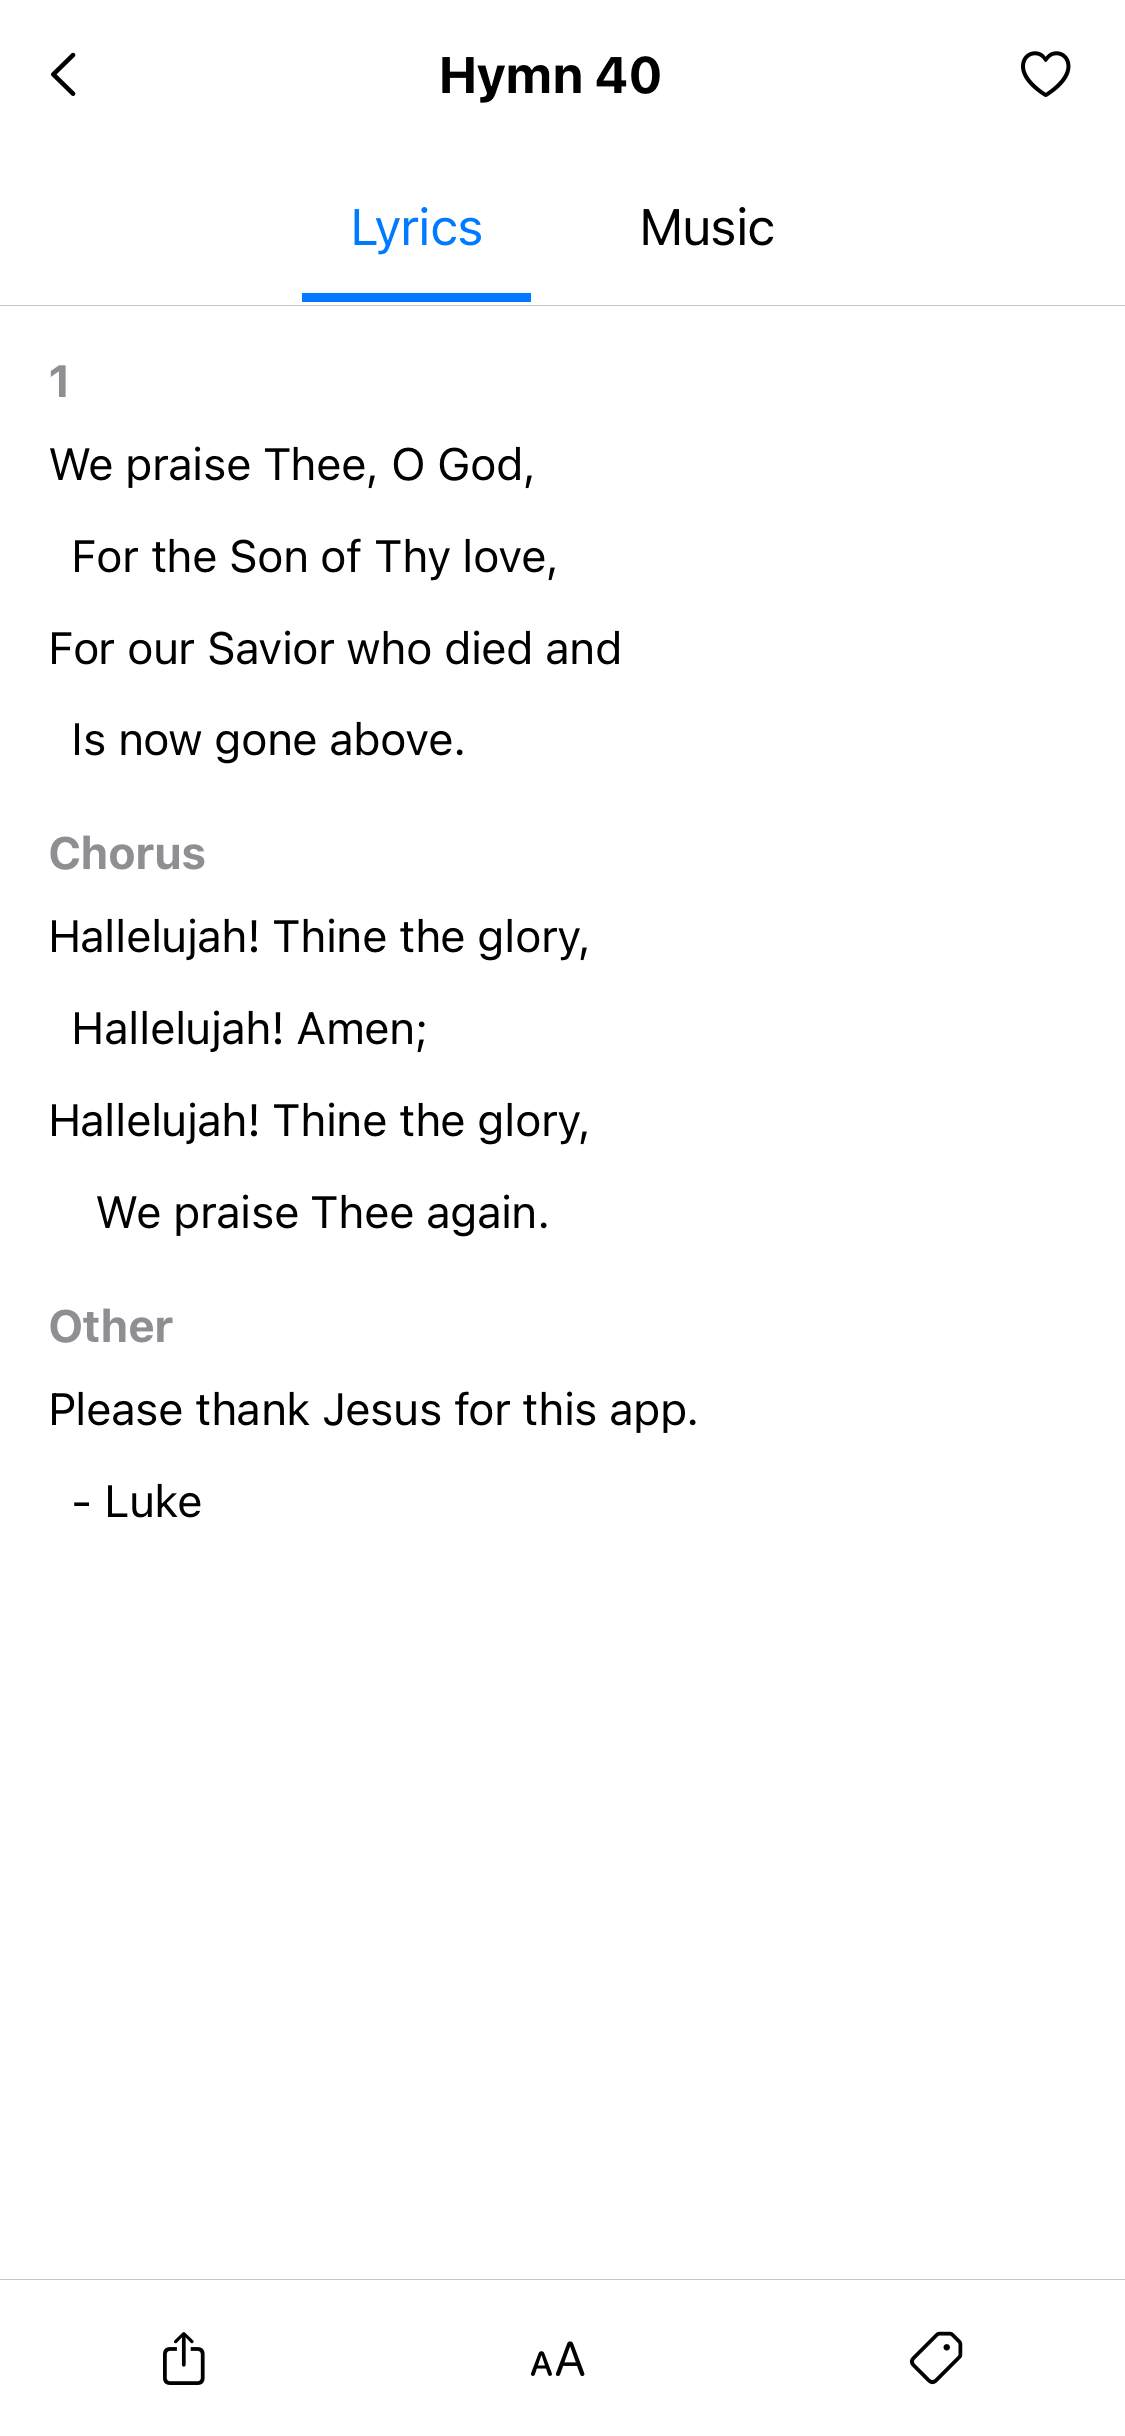 Hymn 40
Lyrics Music
1
We praise Thee, O God,
For the Son of Thy love,
For our Savior who died and
Is now gone above.
Chorus
Hallelujah! Thine the glory,
Hallelujah! Amen;
Hallelujah! Thine the glory,
We praise Thee again.
Other
Please thank Jesus for this app.
- Luke
AA